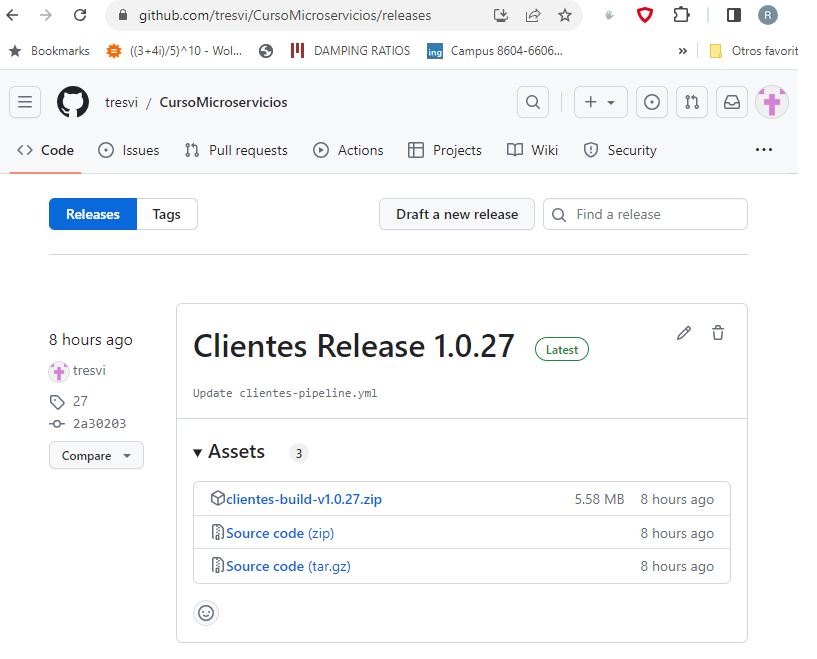 github.com/tresvi/CursoMicroservicios/releases
R
Bookmarks ((3+4i)/5)^10 - Wol... DAMPING RATIOS ing Campus 8604-6606... » Otros favorit
tresvi / CursoMicroservicios
<> Code Issues Pull requests Actions Projects Wiki Security ...
Releases Tags Draft a new release Find a release
8 hours ago
tresvi
27
2a30203
Compare
Clientes Release 1.0.27 Latest
Update clientes-pipeline.yml
Assets 3
clientes-build-v1.0.27.zip 5.58 MB 8 hours ago
Source code (zip) 8 hours ago
Source code (tar.gz) 8 hours ago